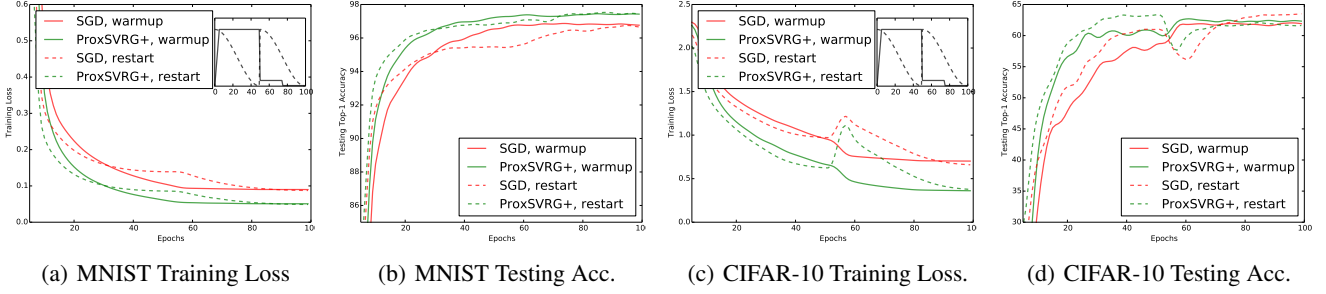 0.6
0.5
0.4
0.3
0.2
0.1
0.0
Training Loss
SGD, warmup
ProxSVRG+, warmup
SGD, restart
ProxSVRG+, restart
0 20 40 60 80 100
20 40 60 80 100
Epochs
(a) MNIST Training Loss
98
96
94
92
90
88
86
Testing Top-1 Accuracy
SGD, warmup
ProxSVRG+, warmup
SGD, restart
ProxSVRG+, restart
20 40 60 80 100
Epochs
(b) MNIST Testing Acc.
2.5
2.0
1.5
1.0
0.5
0.0
Training Loss
SGD, warmup
ProxSVRG+, warmup
SGD, restart
ProxSVRG+, restart
0 20 40 60 80 100
20 40 60 80 100
Epochs
(c) CIFAR-10 Training Loss.
65
60
55
50
45
40
35
30
Testing Top-1 Accuracy
SGD, warmup
ProxSVRG+, warmup
SGD, restart
ProxSVRG+, restart
20 40 60 80 100
Epochs
(d) CIFAR-10 Testing Acc.